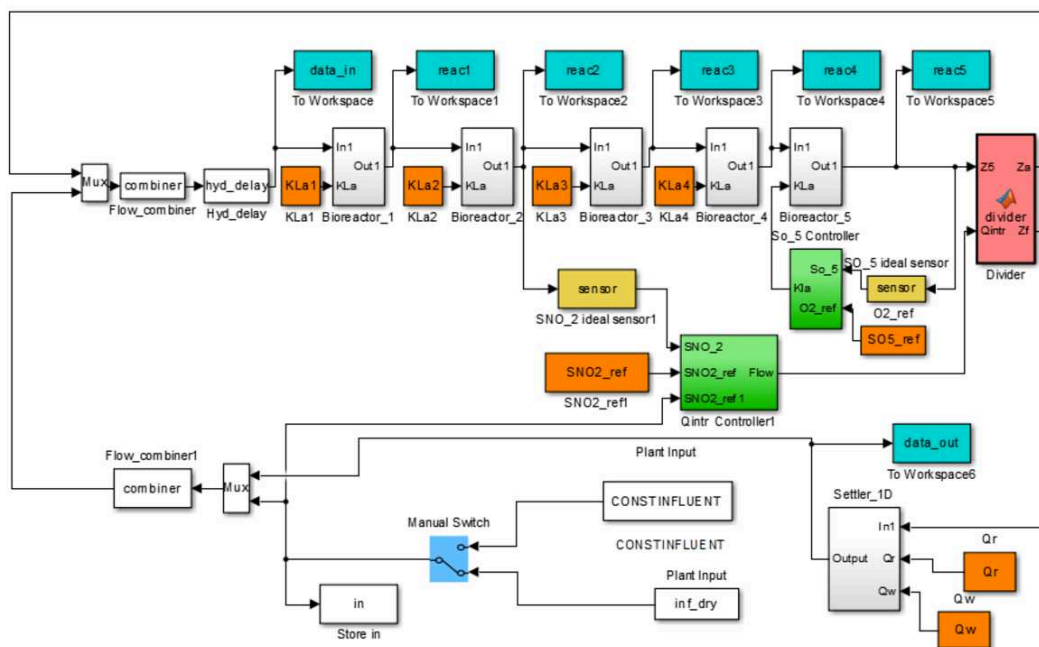 data_in
To Workspace
reac1
To Workspace1
reac2
To Workspace2
reac3
To Workspace3
reac4
To Workspace4
reac5
To Workspace5
Mux
combiner
Flow_combiner
hyd_delay
Hyd_delay
KLa1
KLa1
In1
Out1
KLa
Bioreactor_1
KLa2
KLa2
In1
Out1
KLa
Bioreactor_2
KLa3
KLa3
In1
Out1
KLa
Bioreactor_3
KLa4
KLa4
In1
Out1
KLa
Bioreactor_4
In1
Out1
KLa
Bioreactor_5
Z5
Za
divider
Qintr
Zf
Divider
So_5 Controller
So_5
Kla
O2_ref
SO_5 ideal sensor
sensor
O2_ref
SO5_ref
sensor
SNO_2 ideal sensor1
SNO2_ref
SNO2_ref1
SNO_2
SNO2_ref
Flow
SNO2_ref1
Qintr Controller1
Flow_combiner1
combiner
Mux
Plant Input
data_out
To Workspace6
Manual Switch
CONSTINFLUENT
CONSTINFLUENT
Plant Input
inf_dry
in
Store in
Settler_1D
In1
Output
Qr
Qw
Qr
Qr
Qw
Qw